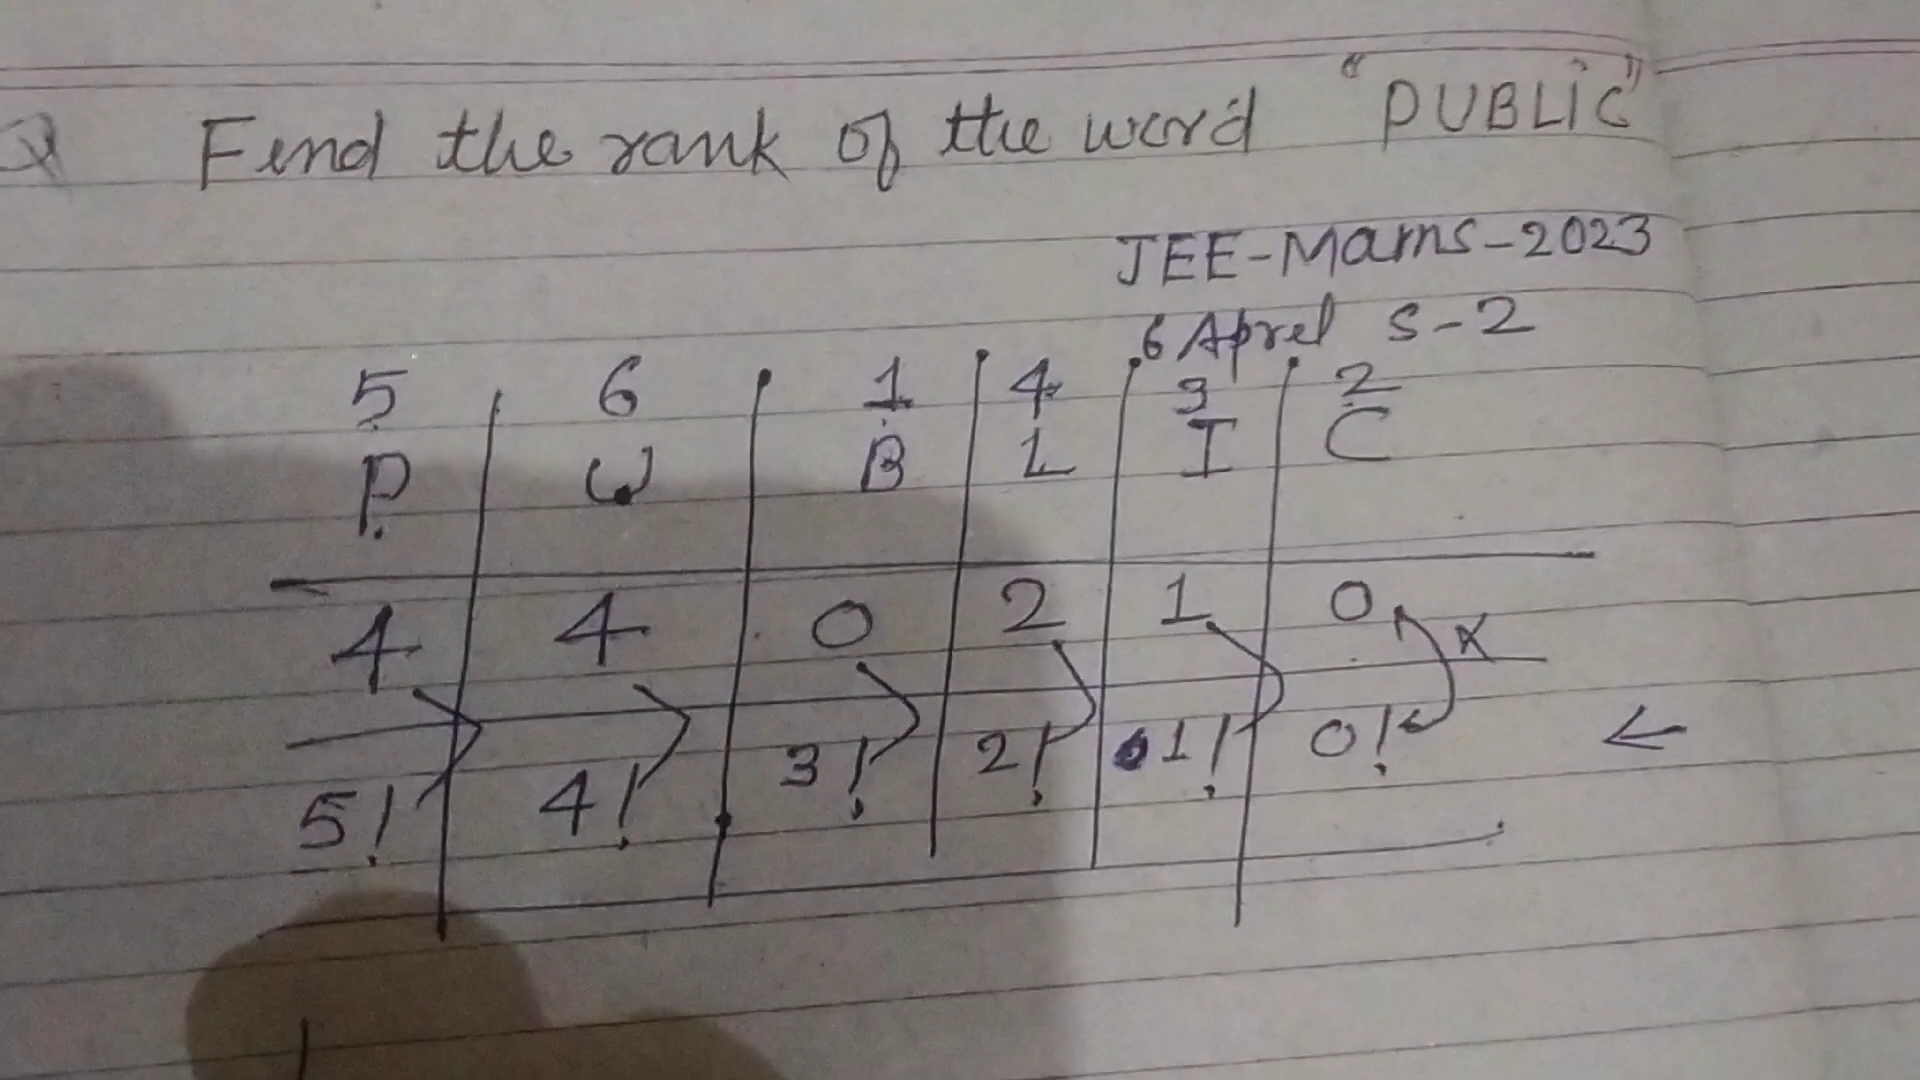 Q Find the rank of the word "PUBLIC"
JEE-Mains-2023
6 April S-2
5 6 1 4 3 2
P U B L I C
4 4 0 2 1 0 x
5! 4! 3! 2! 1! 0! ←